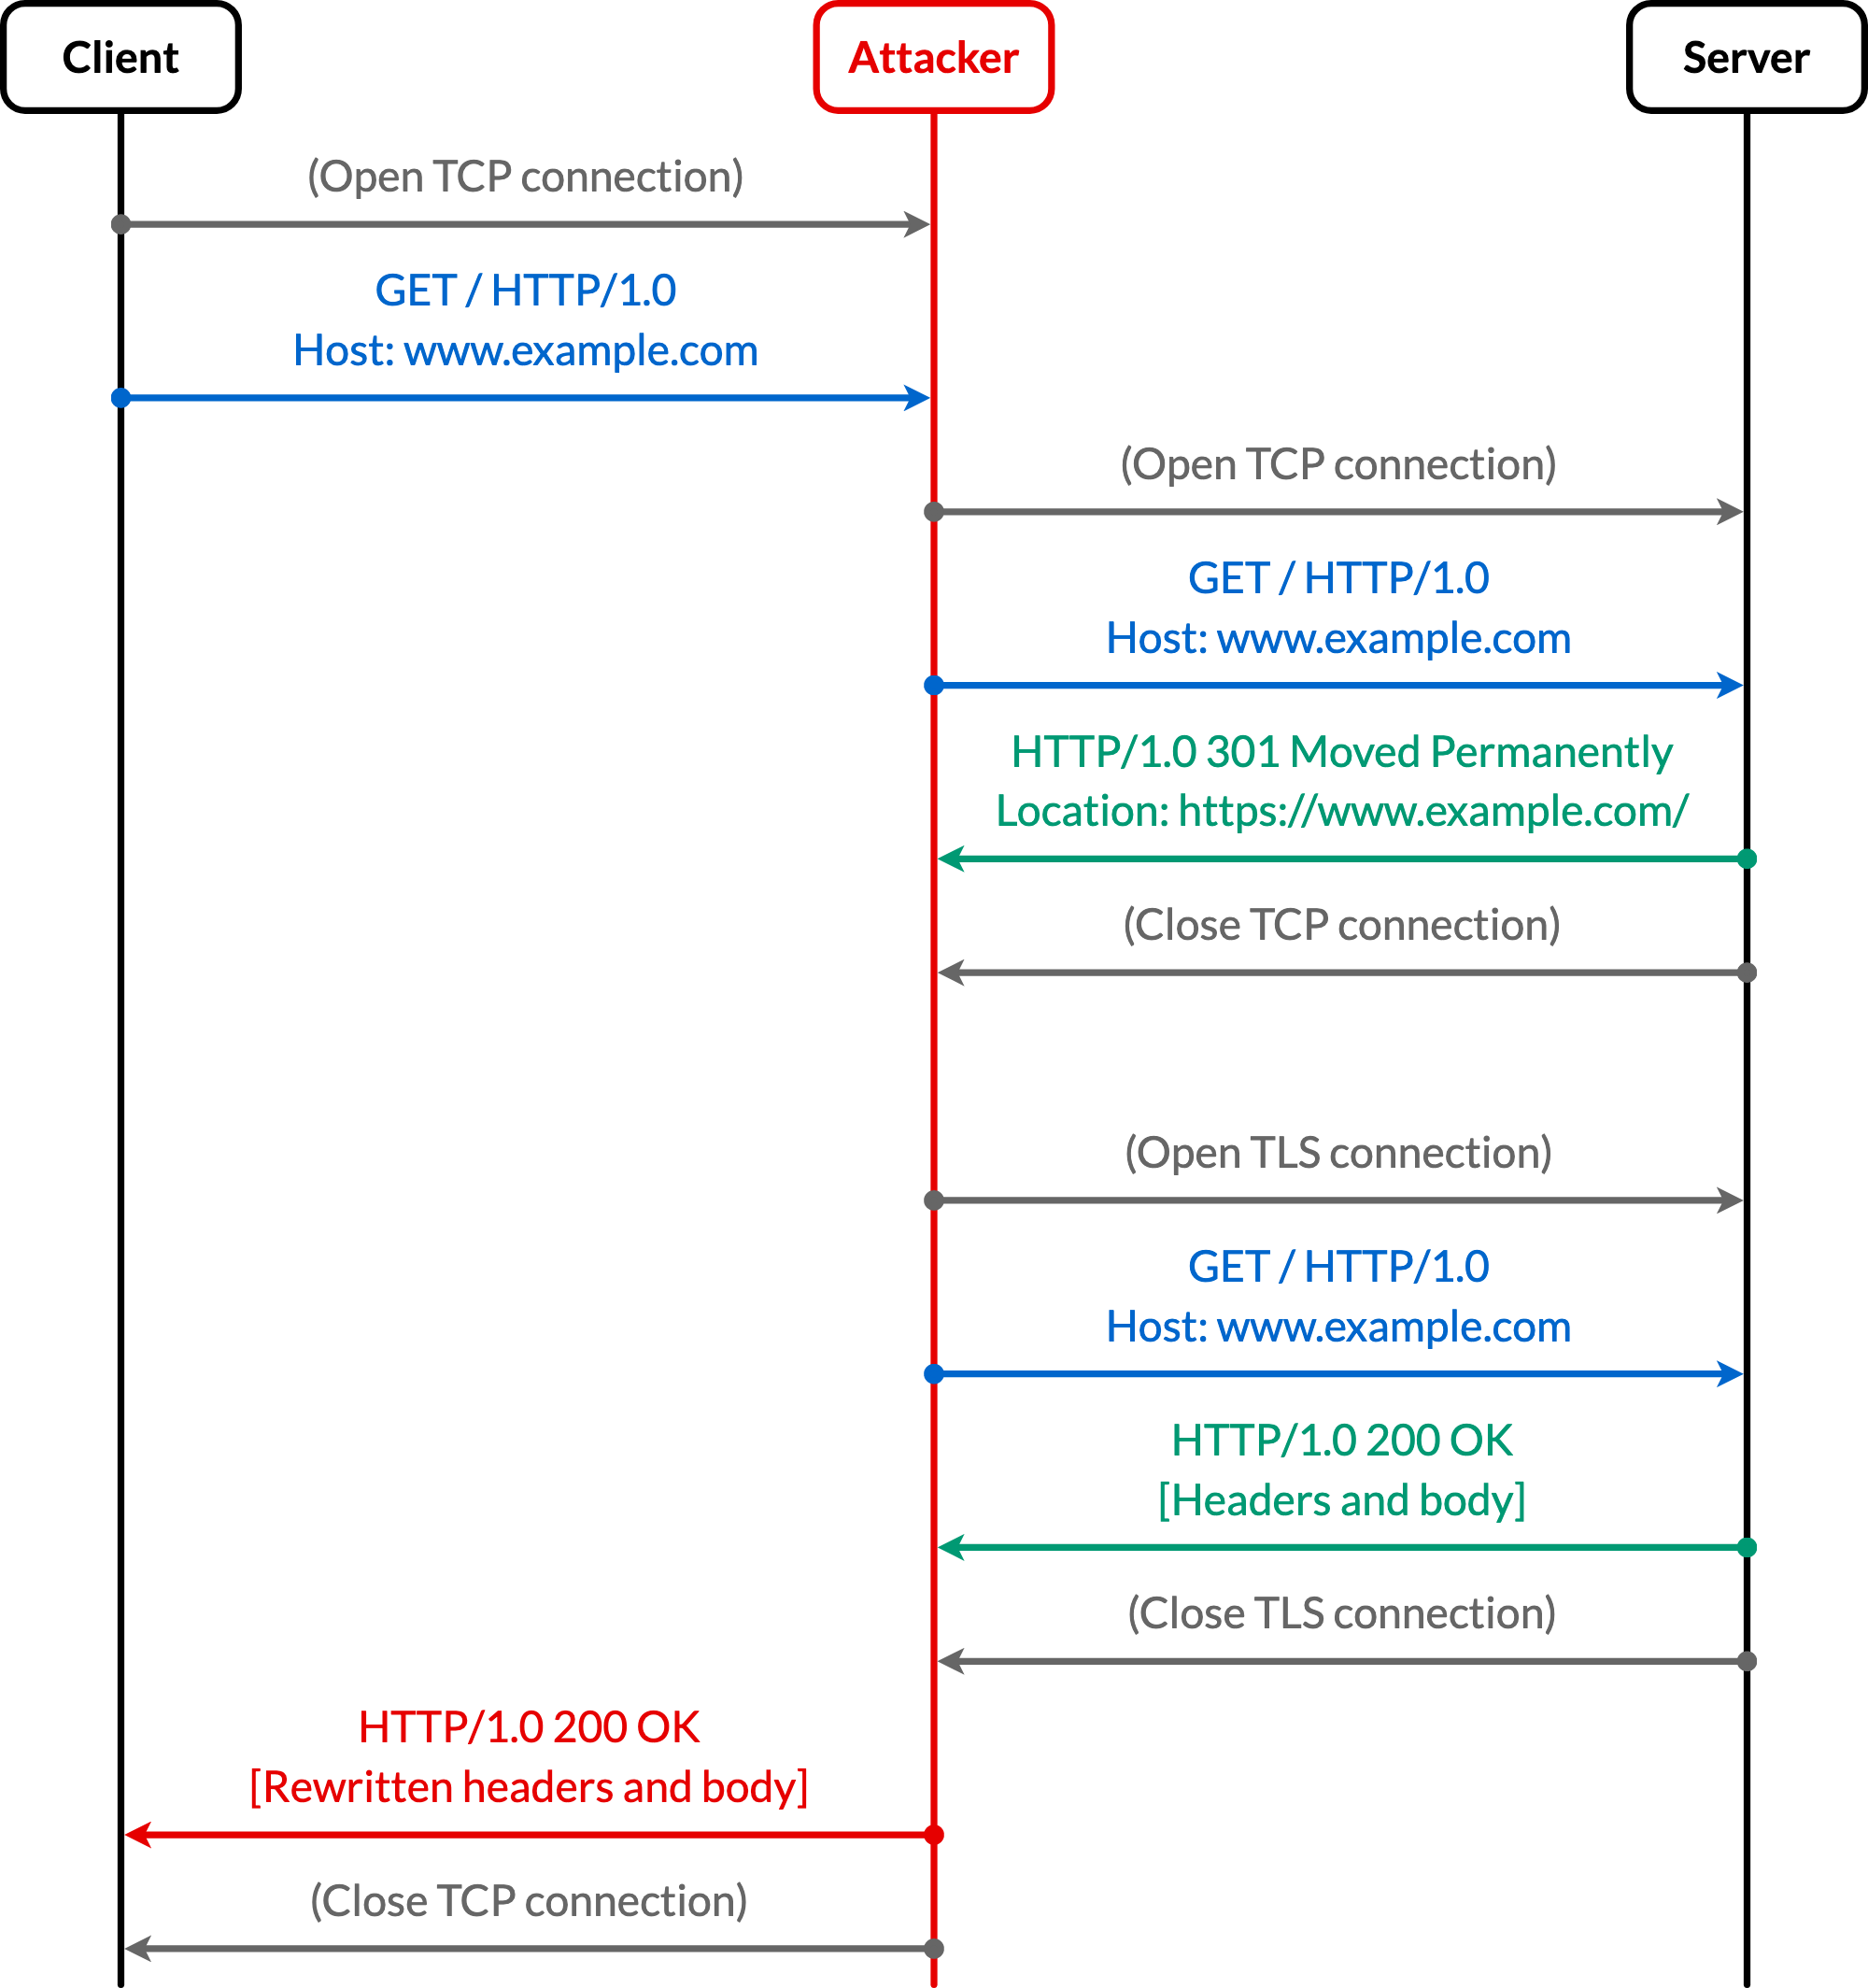 Client
Attacker
Server
(Open TCP connection)
GET / HTTP/1.0
Host: www.example.com
(Open TCP connection)
GET / HTTP/1.0
Host: www.example.com
HTTP/1.0 301 Moved Permanently
Location: https://www.example.com/
(Close TCP connection)
(Open TLS connection)
GET / HTTP/1.0
Host: www.example.com
HTTP/1.0 200 OK
[Headers and body]
(Close TLS connection)
HTTP/1.0 200 OK
[Rewritten headers and body]
(Close TCP connection)